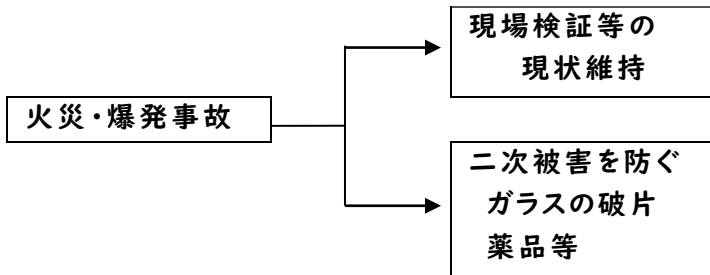 現場検証等の
現状維持
火災・爆発事故
二次被害を防ぐ
ガラスの破片
薬品等